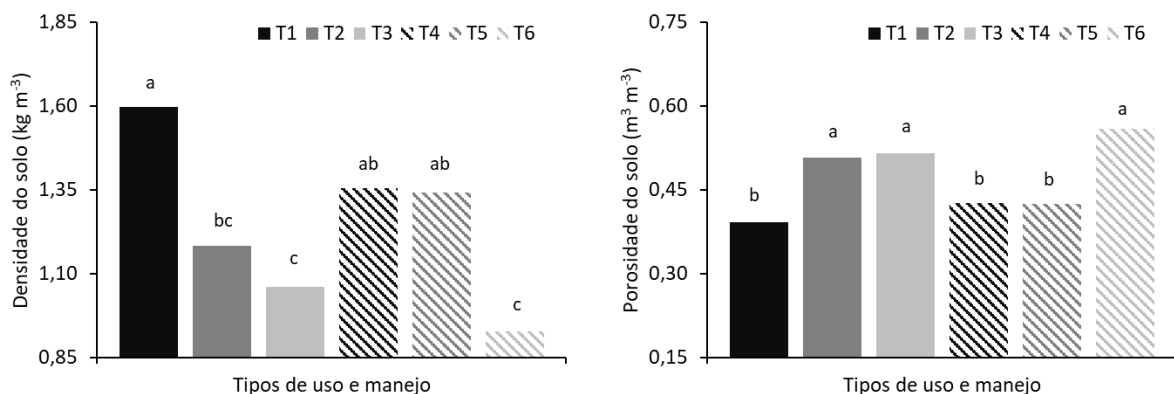 Densidade do solo (kg m⁻³)
1,85
1,60
1,35
1,10
0,85
T1 T2 T3 T4 T5 T6
a
bc
c
ab
ab
c
Tipos de uso e manejo
Porosidade do solo (m³ m⁻³)
0,75
0,60
0,45
0,30
0,15
T1 T2 T3 T4 T5 T6
b
a
a
b
b
a
Tipos de uso e manejo